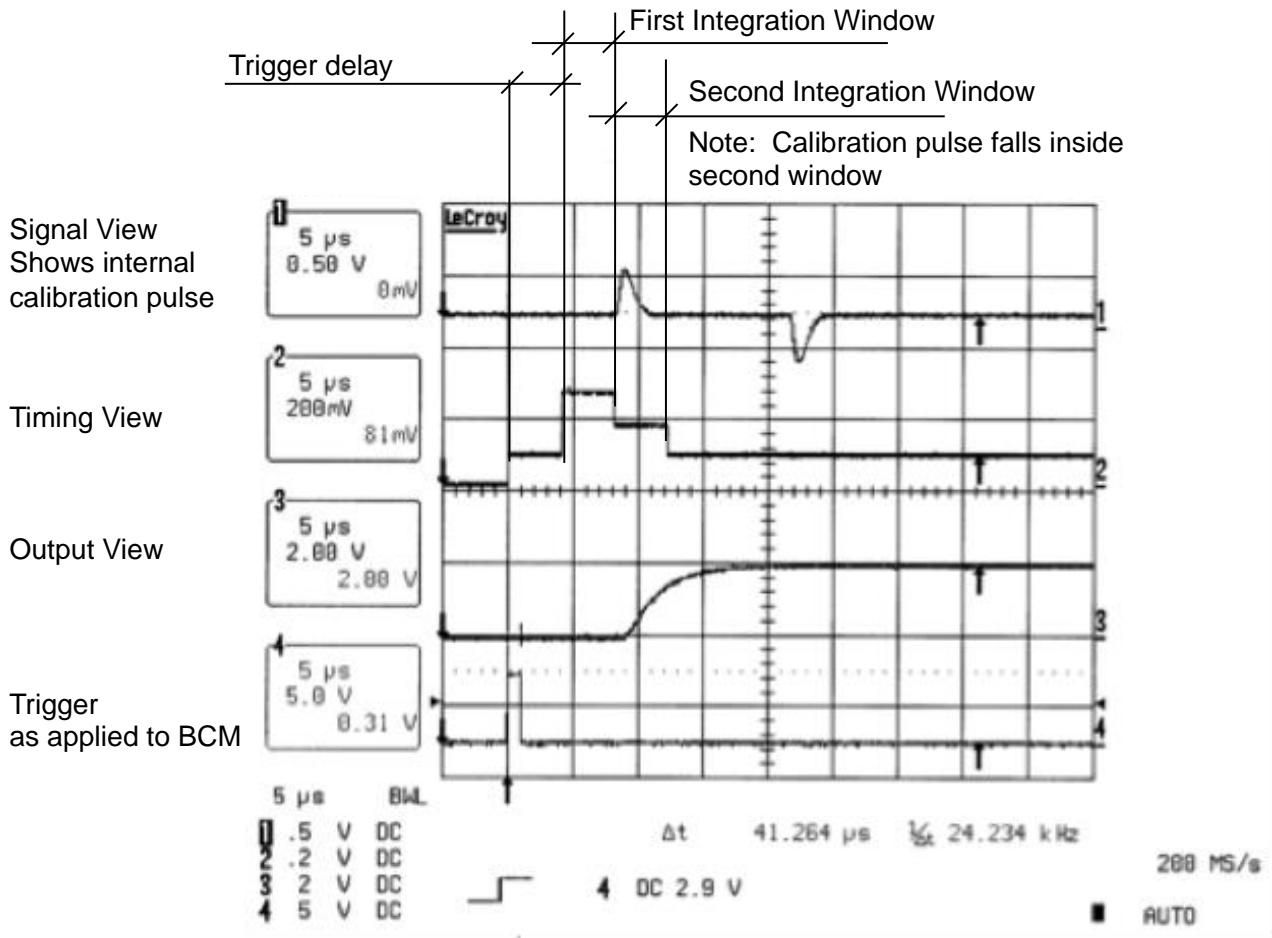 First Integration Window
Trigger delay
Second Integration Window
Note: Calibration pulse falls inside
second window
Signal View
Shows internal
calibration pulse
1
5 µs
0.50 V
0mV
LeCroy
1
Timing View
2
5 µs
200mV
81mV
2
Output View
3
5 µs
2.00 V
2.00 V
3
Trigger
as applied to BCM
4
5 µs
5.0 V
0.31 V
4
5 µs BWL
1 .5 V DC
2 .2 V DC
3 2 V DC
4 5 V DC
Δt 41.264 µs 1/Δt 24.234 kHz
4 DC 2.9 V
200 MS/s
AUTO